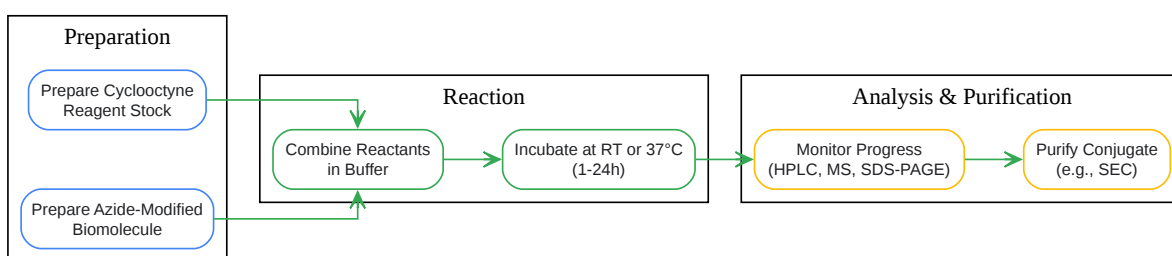 Preparation
Prepare Cyclooctyne
Reagent Stock
Prepare Azide-Modified
Biomolecule
Reaction
Combine Reactants
in Buffer
Incubate at RT or 37°C
(1-24h)
Analysis & Purification
Monitor Progress
(HPLC, MS, SDS-PAGE)
Purify Conjugate
(e.g., SEC)